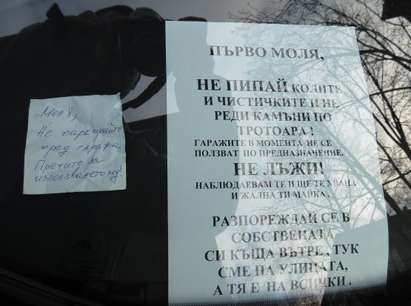 Моля,
Не паркирайте
пред гаража.
ПЪРВО МОЛЯ,
НЕ ПИПАЙ КОЛИТЕ
И ЧИСТИЧКИТЕ И НЕ
РЕДИ КАМЪНИ ПО
ТРОТОАРА!
ГАРАЖИТЕ В МОМЕНТА НЕ СЕ
ПОЛЗВАТ ПО ПРЕДНАЗНАЧЕНИЕ.
НЕ ЛЪЖИ!
НАБЛЮДАВАМ ТЕ И ЩЕ ТЕ ХВАНА
И ЖАЛНА ТИ МАЙКА.
РАЗПОРЕЖДАЙ СЕ В
СОБСТВЕНАТА
СИ КЪЩА ВЪТРЕ, ТУК
СМЕ НА УЛИЦАТА,
А ТЯ Е НА ВСИЧКИ.